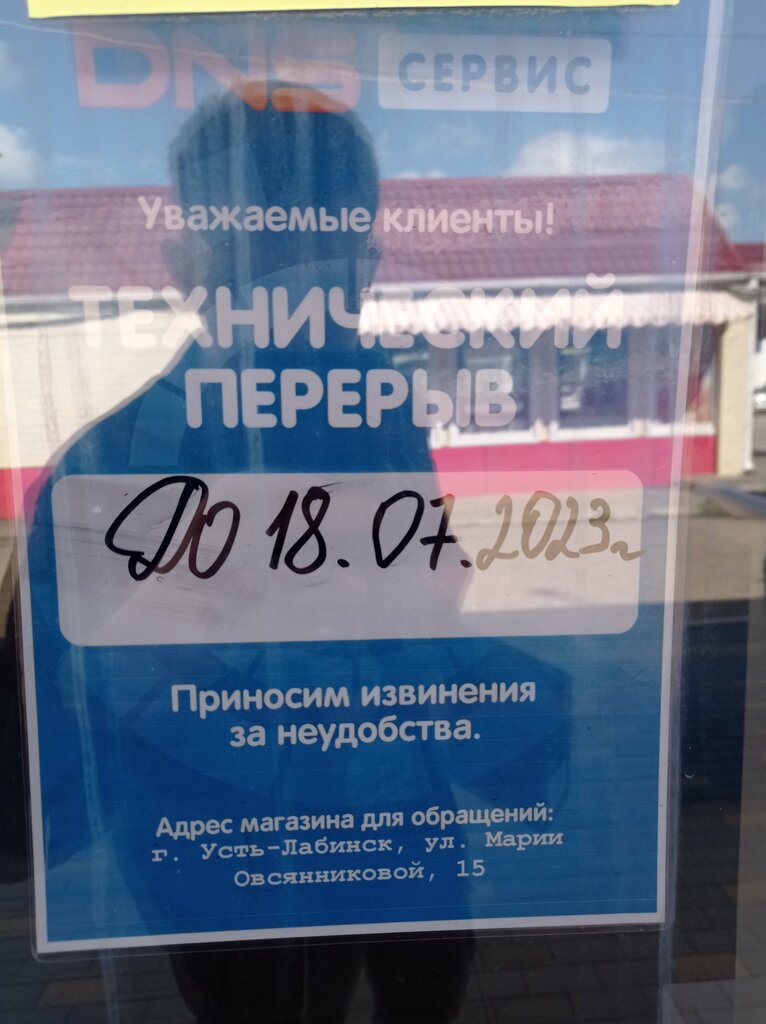 DNS СЕРВИС
Уважаемые клиенты!
ТЕХНИЧЕСКИЙ
ПЕРЕРЫВ
До 18.07.2023г
Приносим извинения
за неудобства.
Адрес магазина для обращений:
г. Усть-Лабинск, ул. Марии
Овсянниковой, 15